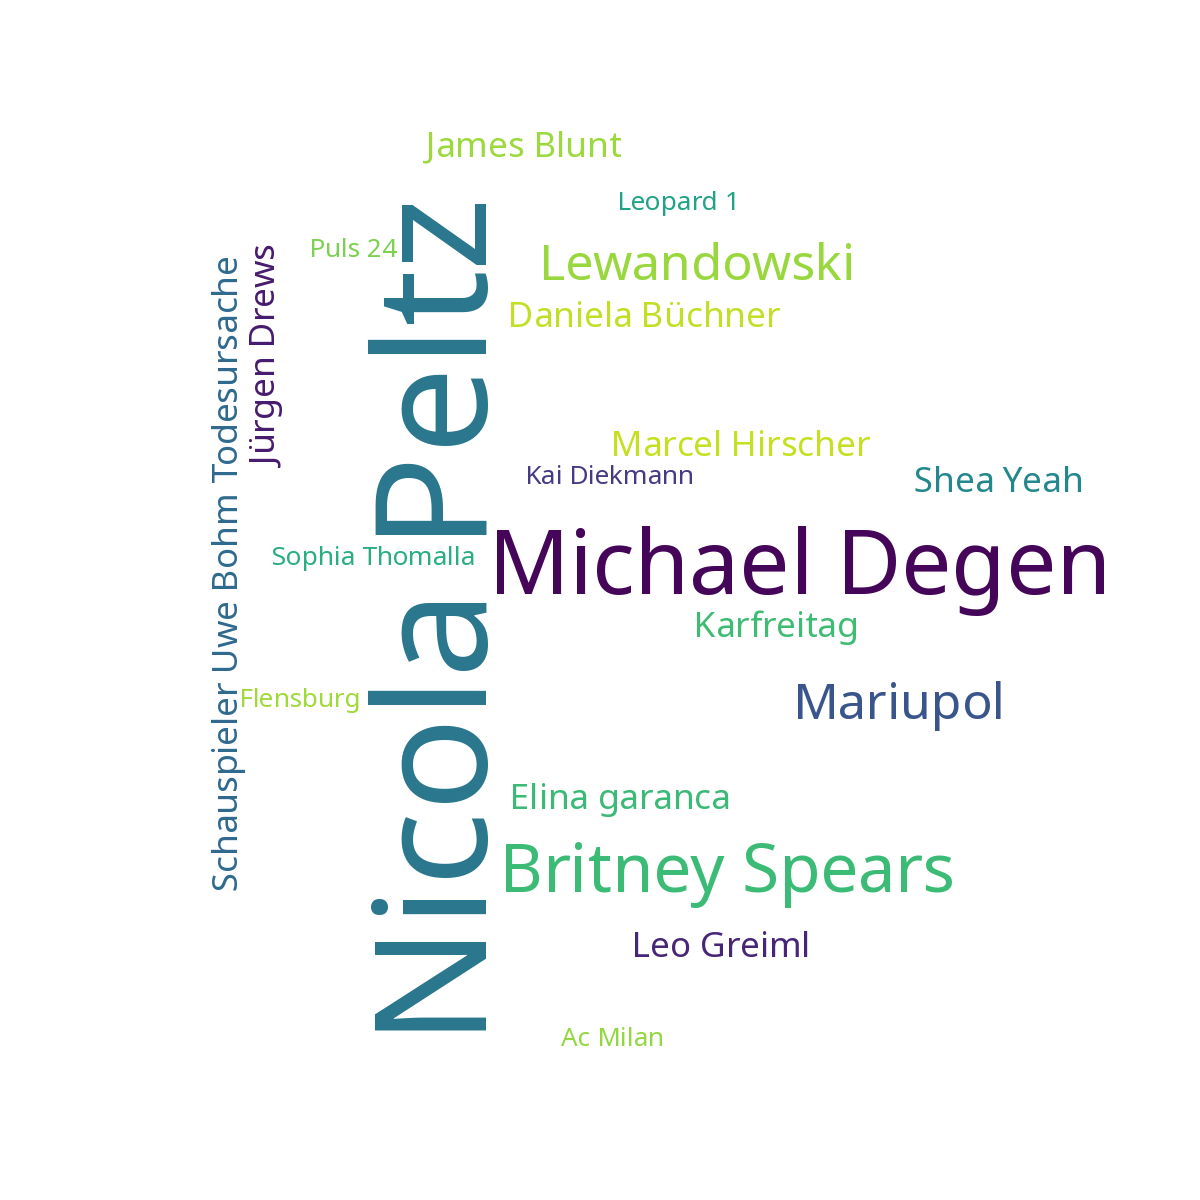 James Blunt
Leopard 1
Puls 24
Lewandowski
Daniela Büchner
Jürgen Drews
Schauspieler Uwe Bohm Todesursache
Nicola Peltz
Marcel Hirscher
Kai Diekmann
Shea Yeah
Sophia Thomalla
Michael Degen
Karfreitag
Flensburg
Mariupol
Elina garanca
Britney Spears
Leo Greiml
Ac Milan